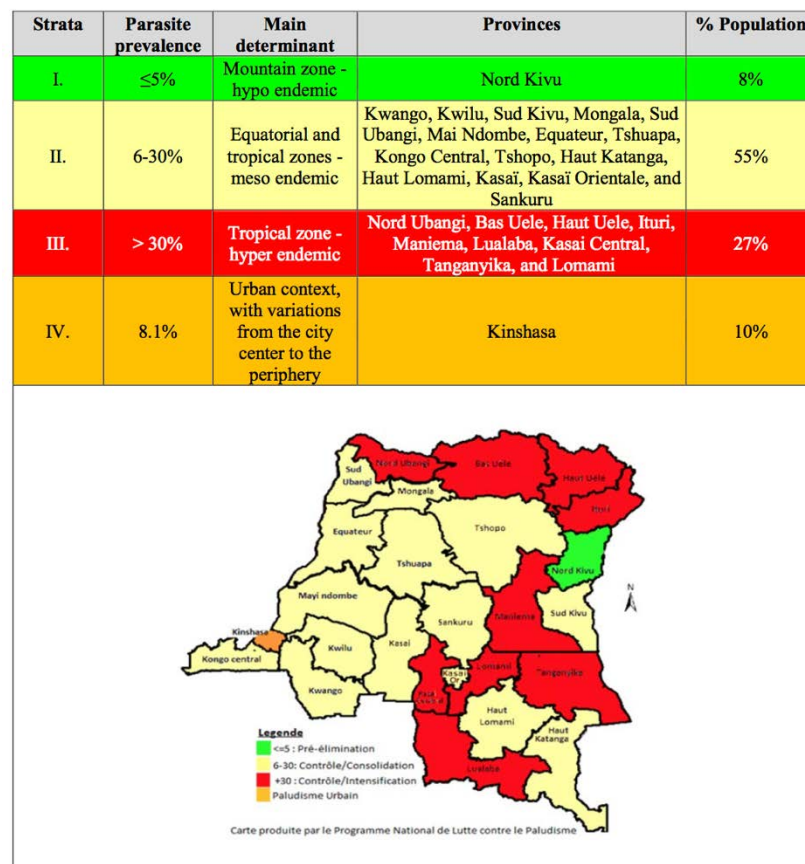 Strata Parasite prevalence Main determinant Provinces % Population
I. ≤5% Mountain zone - hypo endemic Nord Kivu 8%
II. 6-30% Equatorial and tropical zones - meso endemic Kwango, Kwilu, Sud Kivu, Mongala, Sud Ubangi, Mai Ndombe, Equateur, Tshuapa, Kongo Central, Tshopo, Haut Katanga, Haut Lomami, Kasaï, Kasaï Orientale, and Sankuru 55%
III. > 30% Tropical zone - hyper endemic Nord Ubangi, Bas Uele, Haut Uele, Ituri, Maniema, Lualaba, Kasai Central, Tanganyika, and Lomami 27%
IV. 8.1% Urban context, with variations from the city center to the periphery Kinshasa 10%
Nord Ubangi
Bas Uele
Sud Ubangi
Haut Uele
Mongala
Ituri
Tshopo
Equateur
Tshuapa
Nord Kivu
N
Mayi ndombe
Sankuru
Maniema
Sud Kivu
Kinshasa
Kasai
Kwilu
Kongo central
Lomami
Kasai Or
Tanganyika
Kwango
Haut Lomami
Haut Katanga
Lualaba
Legende
<=5 : Pré-élimination
6-30: Contrôle/Consolidation
+30 : Contrôle/Intensification
Paludisme Urbain
Carte produite par le Programme National de Lutte contre le Paludisme